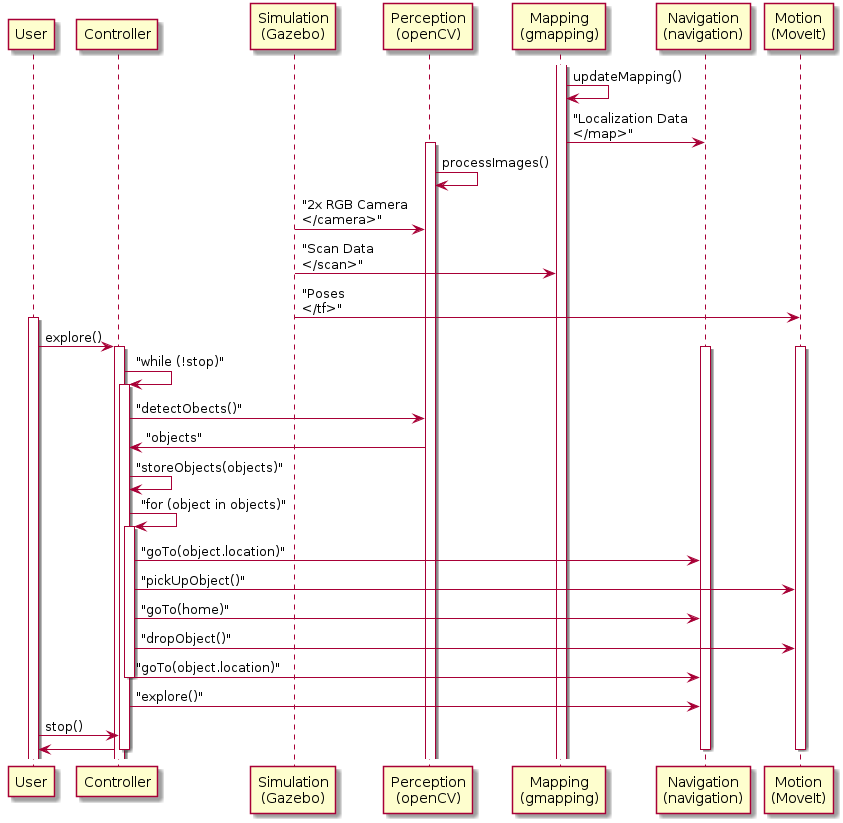 User
Controller
Simulation
(Gazebo)
Perception
(openCV)
Mapping
(gmapping)
Navigation
(navigation)
Motion
(MoveIt)
updateMapping()
"Localization Data
</map>"
processImages()
"2x RGB Camera
</camera>"
"Scan Data
</scan>"
"Poses
</tf>"
explore()
"while (!stop)"
"detectObects()"
"objects"
"storeObjects(objects)"
"for (object in objects)"
"goTo(object.location)"
"pickUpObject()"
"goTo(home)"
"dropObject()"
"goTo(object.location)"
"explore()"
stop()
User
Controller
Simulation
(Gazebo)
Perception
(openCV)
Mapping
(gmapping)
Navigation
(navigation)
Motion
(MoveIt)